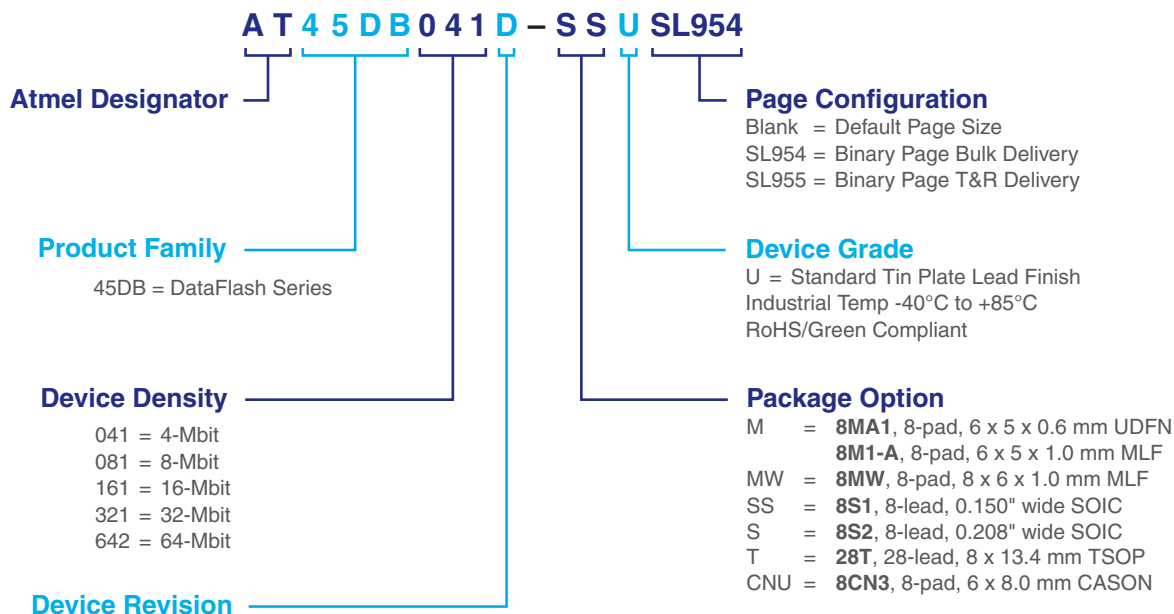 AT45DB041D – SSU SL954
Atmel Designator
Product Family
45DB = DataFlash Series
Device Density
041 = 4-Mbit
081 = 8-Mbit
161 = 16-Mbit
321 = 32-Mbit
642 = 64-Mbit
Device Revision
Page Configuration
Blank = Default Page Size
SL954 = Binary Page Bulk Delivery
SL955 = Binary Page T&R Delivery
Device Grade
U = Standard Tin Plate Lead Finish
Industrial Temp -40°C to +85°C
RoHS/Green Compliant
Package Option
M = 8MA1, 8-pad, 6 x 5 x 0.6 mm UDFN
8M1-A, 8-pad, 6 x 5 x 1.0 mm MLF
MW = 8MW, 8-pad, 8 x 6 x 1.0 mm MLF
SS = 8S1, 8-lead, 0.150" wide SOIC
S = 8S2, 8-lead, 0.208" wide SOIC
T = 28T, 28-lead, 8 x 13.4 mm TSOP
CNU = 8CN3, 8-pad, 6 x 8.0 mm CASON